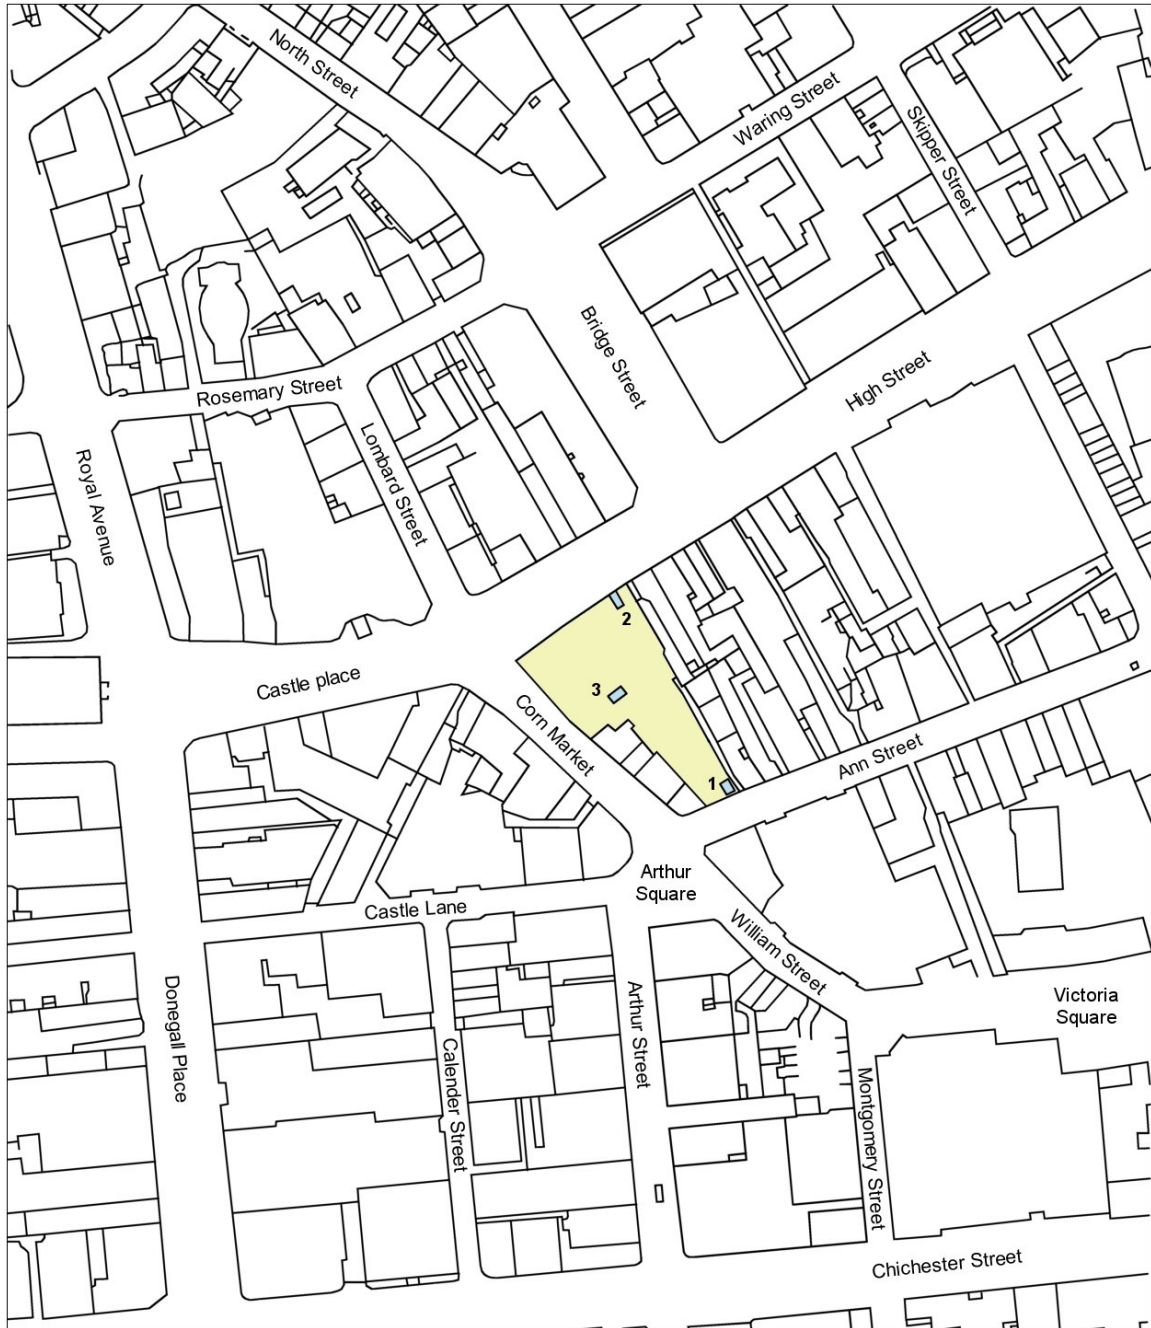 North Street
Waring Street
Skipper Street
Bridge Street
High Street
Rosemary Street
Lombard Street
Royal Avenue
2
Castle place
3
Corn Market
1
Ann Street
Arthur
Square
Castle Lane
William Street
Donegall Place
Arthur Street
Victoria
Square
Calender Street
Montgomery Street
Chichester Street